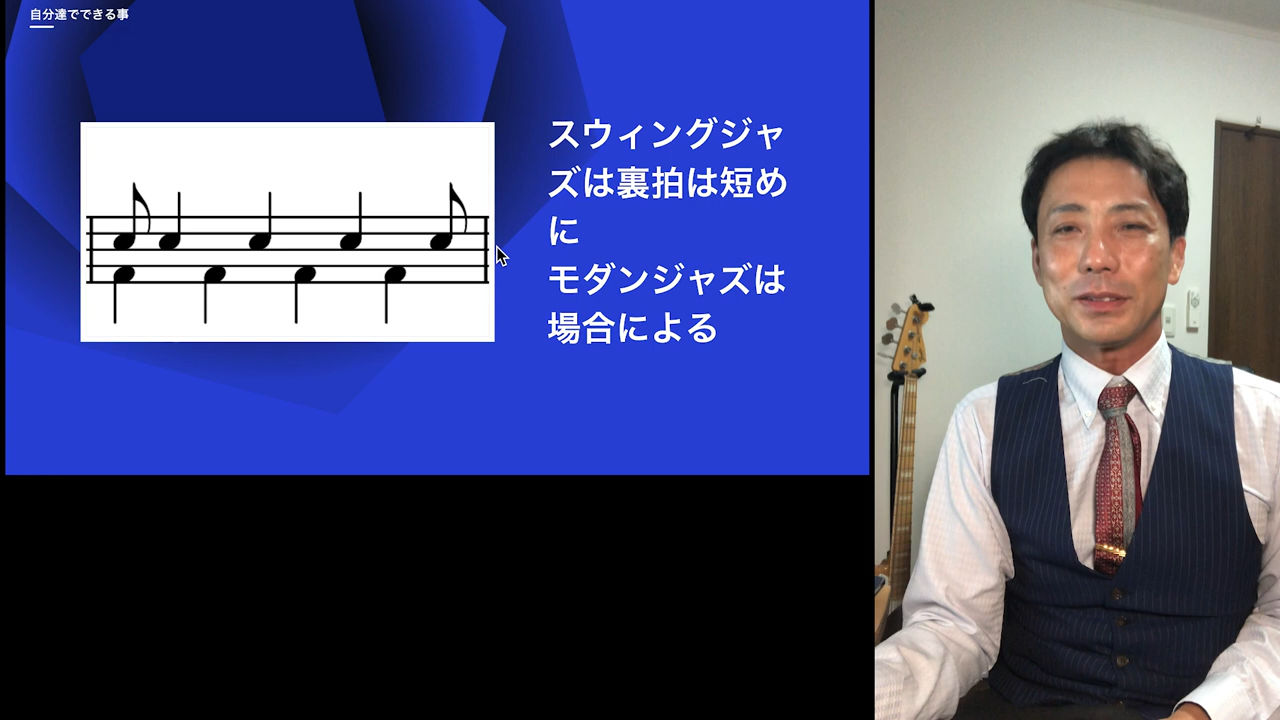 自分達でできる事
スウィングジャ
ズは裏拍は短め
に
モダンジャズは
場合による